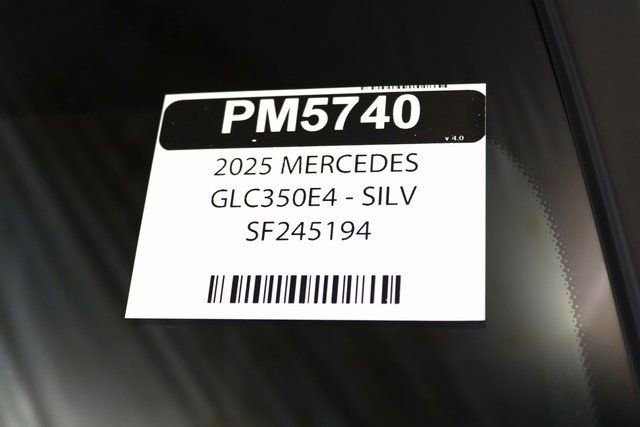 PM5740
v 4.0
2025 MERCEDES
GLC350E4 - SILV
SF245194